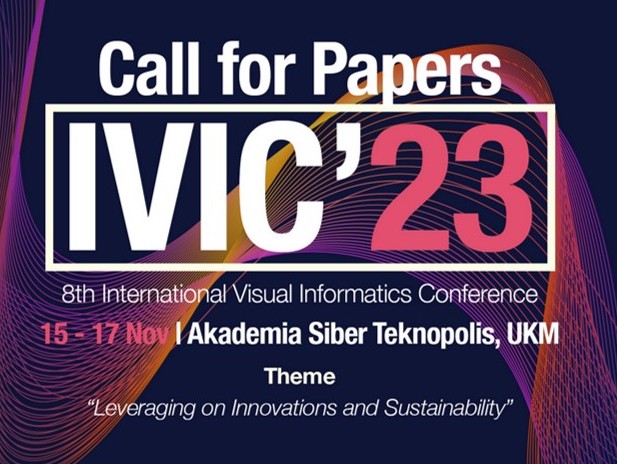 Call for Papers
IVIC’23
8th International Visual Informatics Conference
15 - 17 Nov | Akademia Siber Teknopolis, UKM
Theme
“Leveraging on Innovations and Sustainability”